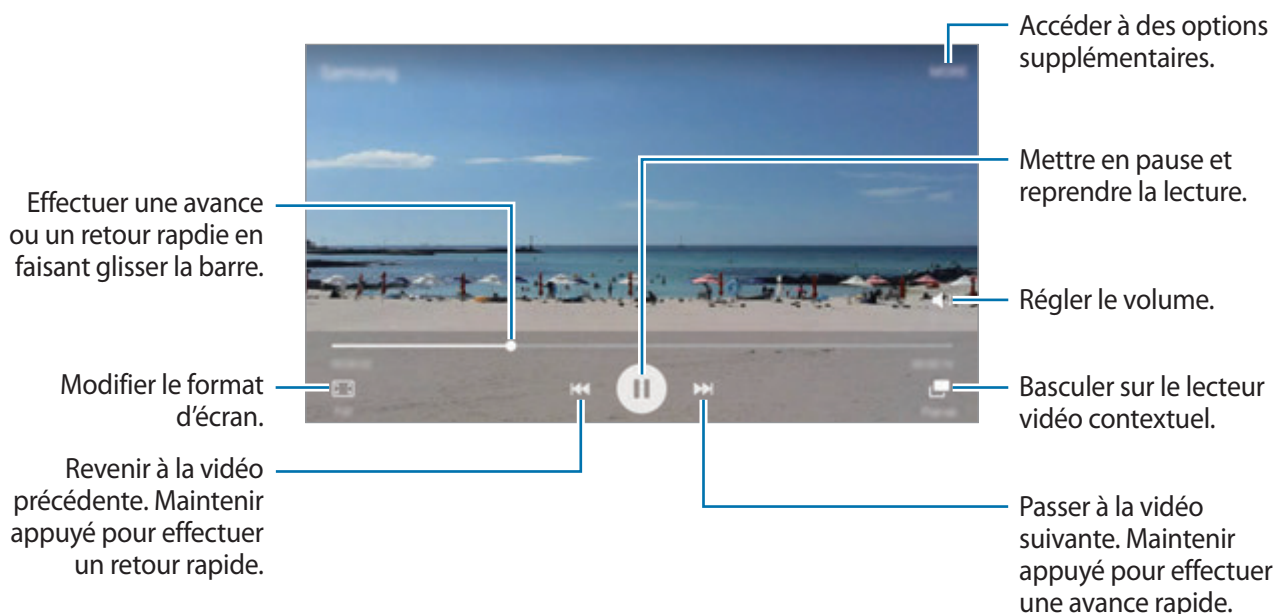 Accéder à des options
supplémentaires.
Samsung
Mettre en pause et
reprendre la lecture.
Effectuer une avance
ou un retour rapdie en
faisant glisser la barre.
Régler le volume.
Modifier le format
d'écran.
Basculer sur le lecteur
vidéo contextuel.
Revenir à la vidéo
précédente. Maintenir
appuyé pour effectuer
un retour rapide.
Passer à la vidéo
suivante. Maintenir
appuyé pour effectuer
une avance rapide.